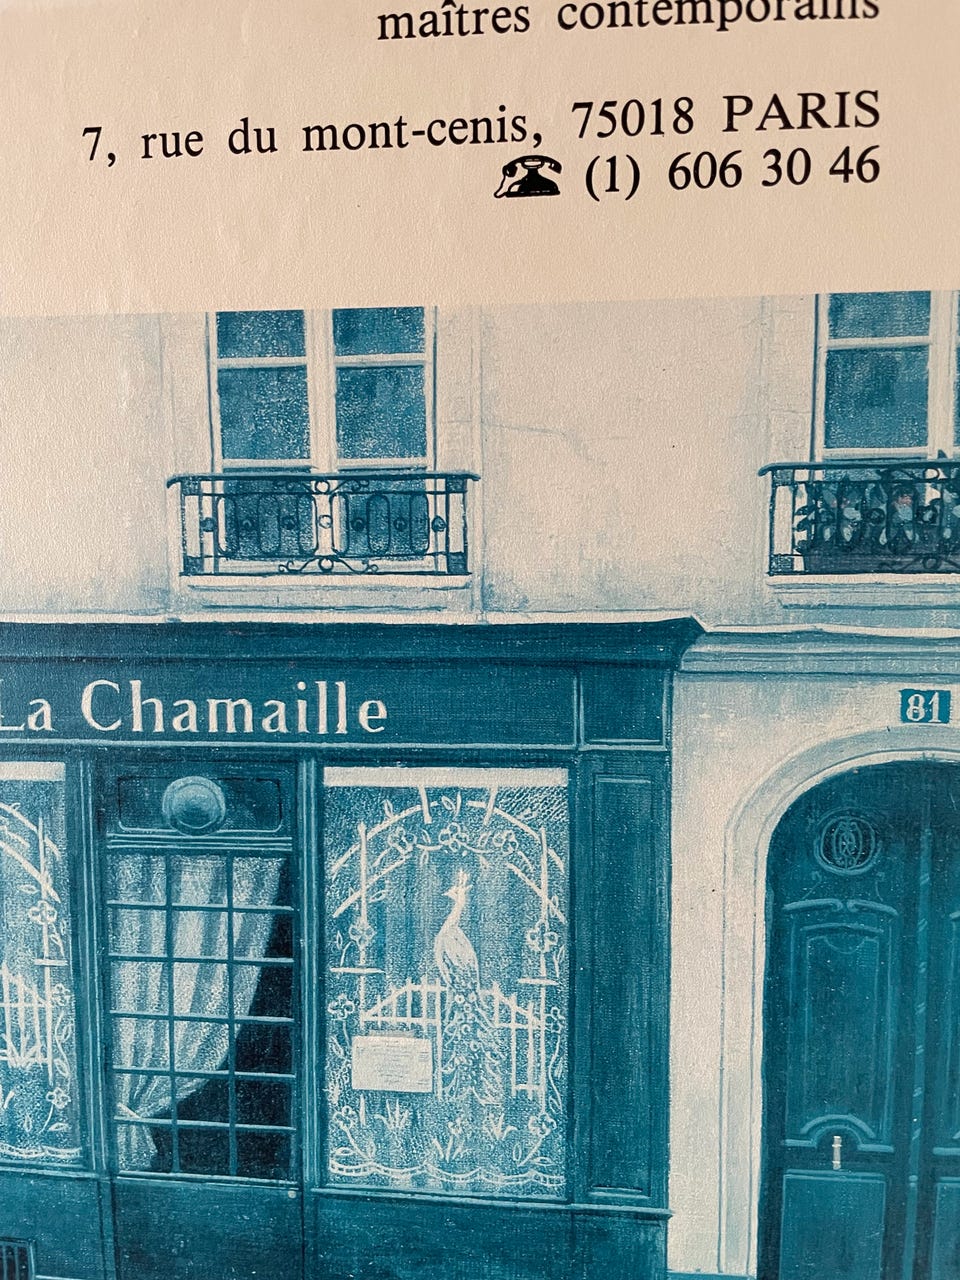 maîtres contemporains
7, rue du mont-cenis, 75018 PARIS
(1) 606 30 46
La Chamaille
81